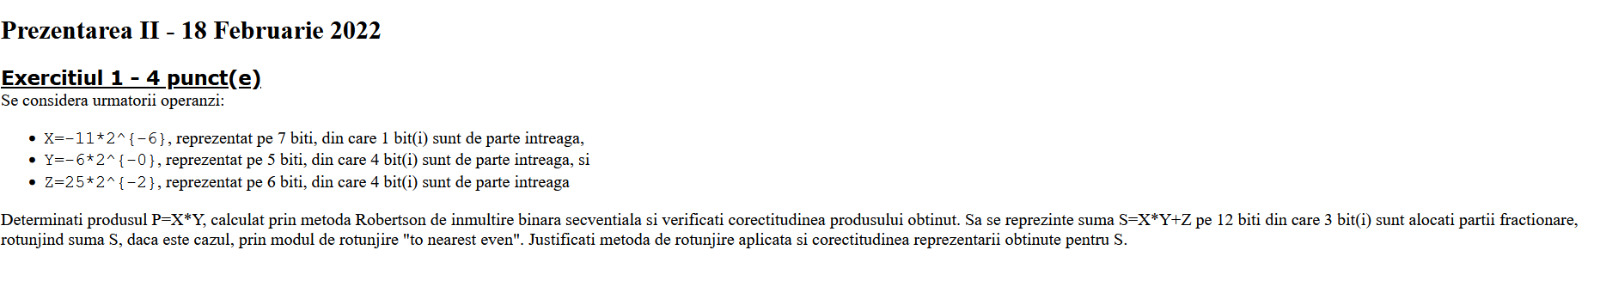 Prezentarea II - 18 Februarie 2022
Exercitiul 1 - 4 punct(e)
Se considera urmatorii operanzi:
• X=-11*2^{-6}, reprezentat pe 7 biti, din care 1 bit(i) sunt de parte intreaga,
• Y=-6*2^{-0}, reprezentat pe 5 biti, din care 4 bit(i) sunt de parte intreaga, si
• Z=25*2^{-2}, reprezentat pe 6 biti, din care 4 bit(i) sunt de parte intreaga
Determinati produsul P=X*Y, calculat prin metoda Robertson de inmultire binara secventiala si verificati corectitudinea produsului obtinut. Sa se reprezinte suma S=X*Y+Z pe 12 biti din care 3 bit(i) sunt alocati partii fractionare,
rotunjind suma S, daca este cazul, prin modul de rotunjire "to nearest even". Justificati metoda de rotunjire aplicata si corectitudinea reprezentarii obtinute pentru S.